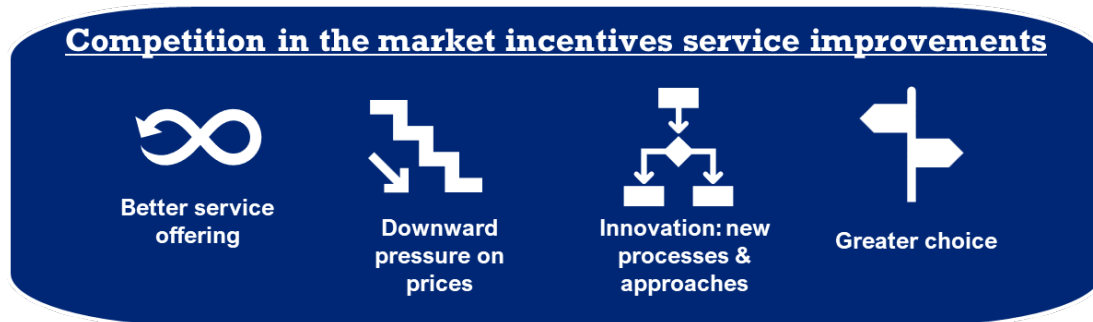 Competition in the market incentives service improvements
Better service
offering
Downward
pressure on
prices
Innovation: new
processes &
approaches
Greater choice